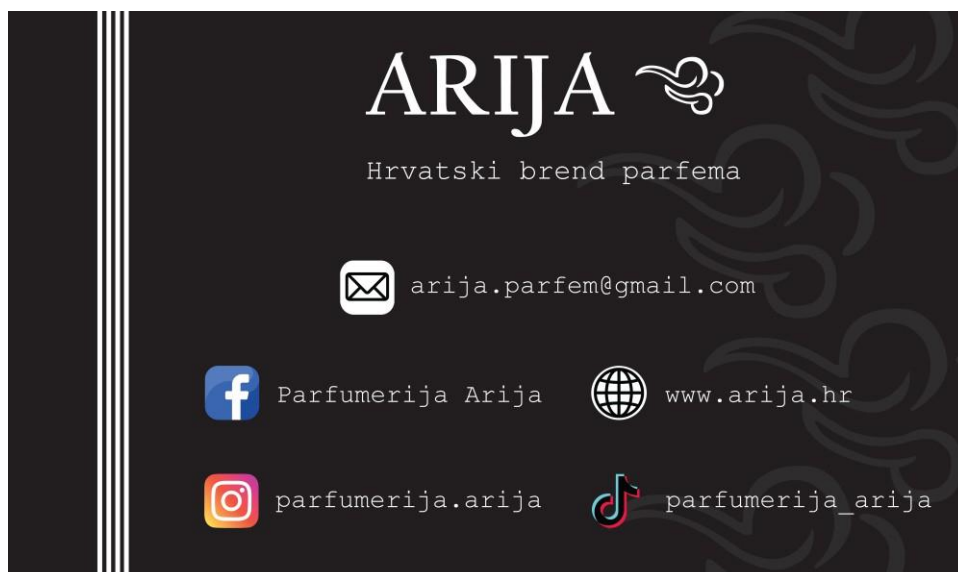 ARIJA
Hrvatski brend parfema
arija.parfem@gmail.com
Parfumerija Arija
www.arija.hr
parfumerija.arija
parfumerija_arija